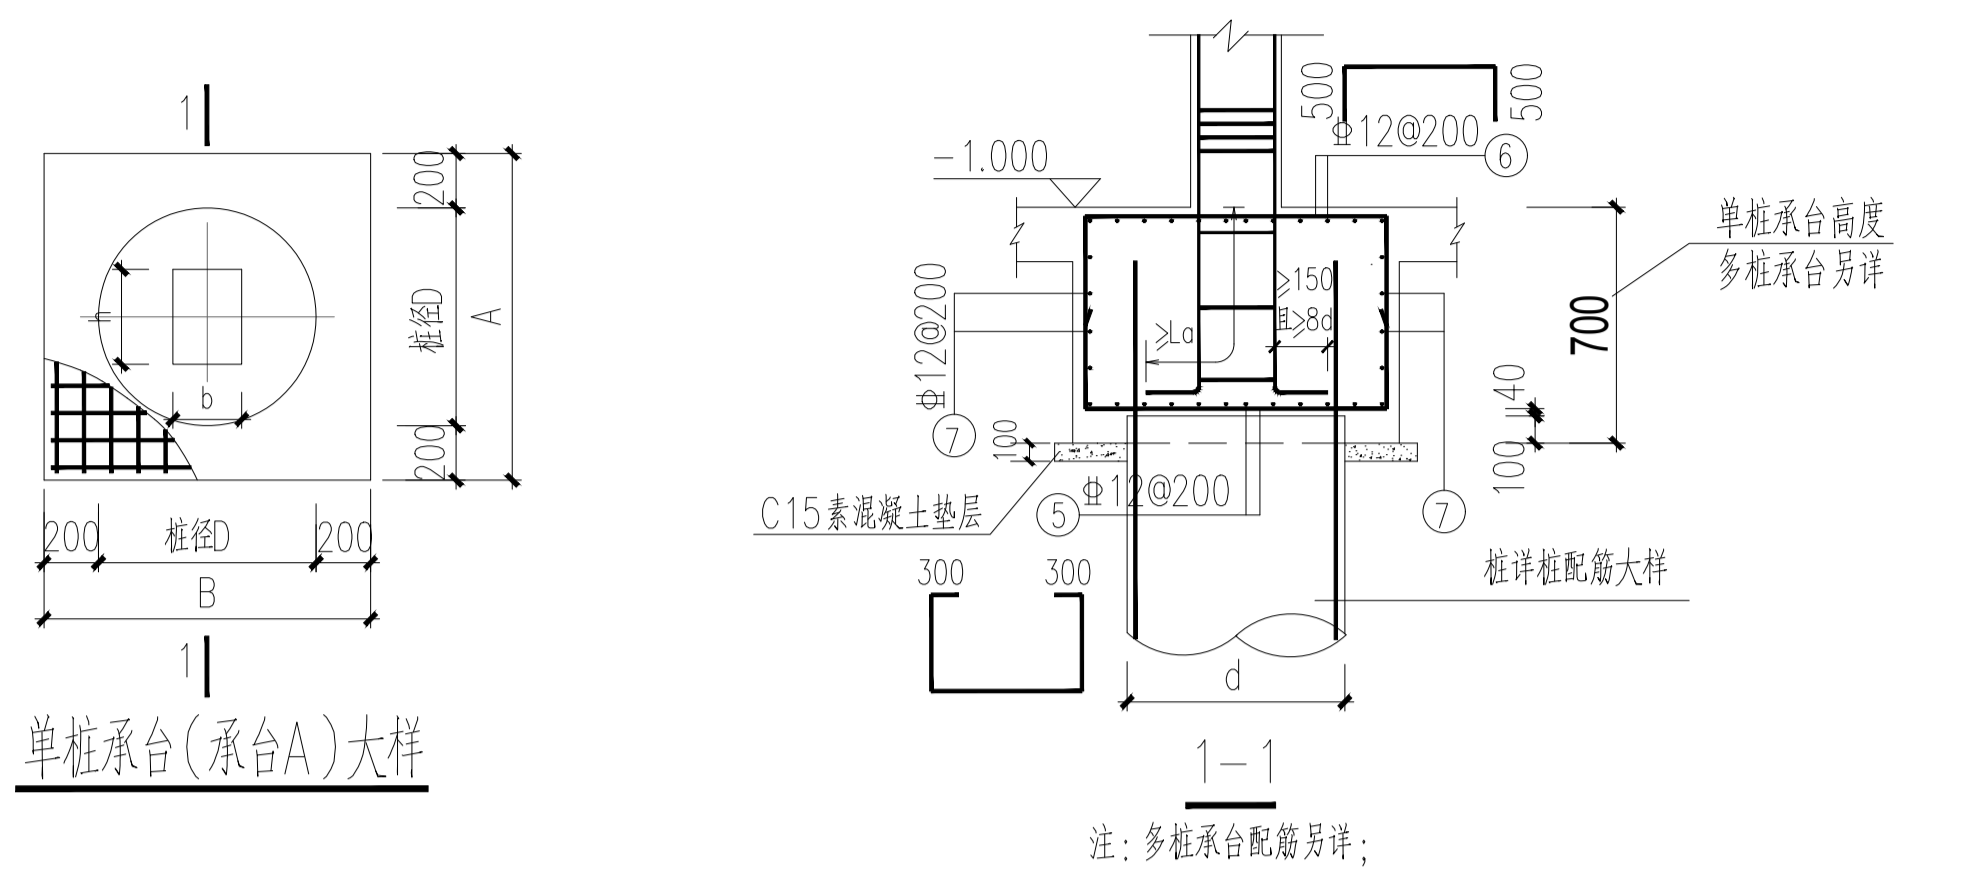 1
200
h
桩径D
A
b
200
200
桩径D
200
B
1
单桩承台(承台A)大样
500
500
Φ12@200
6
-1.000
单桩承台高度
多桩承台另详
≥150
且≥8d
≥La
700
Φ12@200
40
7
100
100
Φ12@200
5
7
C15素混凝土垫层
桩详桩配筋大样
300
300
d
1-1
注: 多桩承台配筋另详;